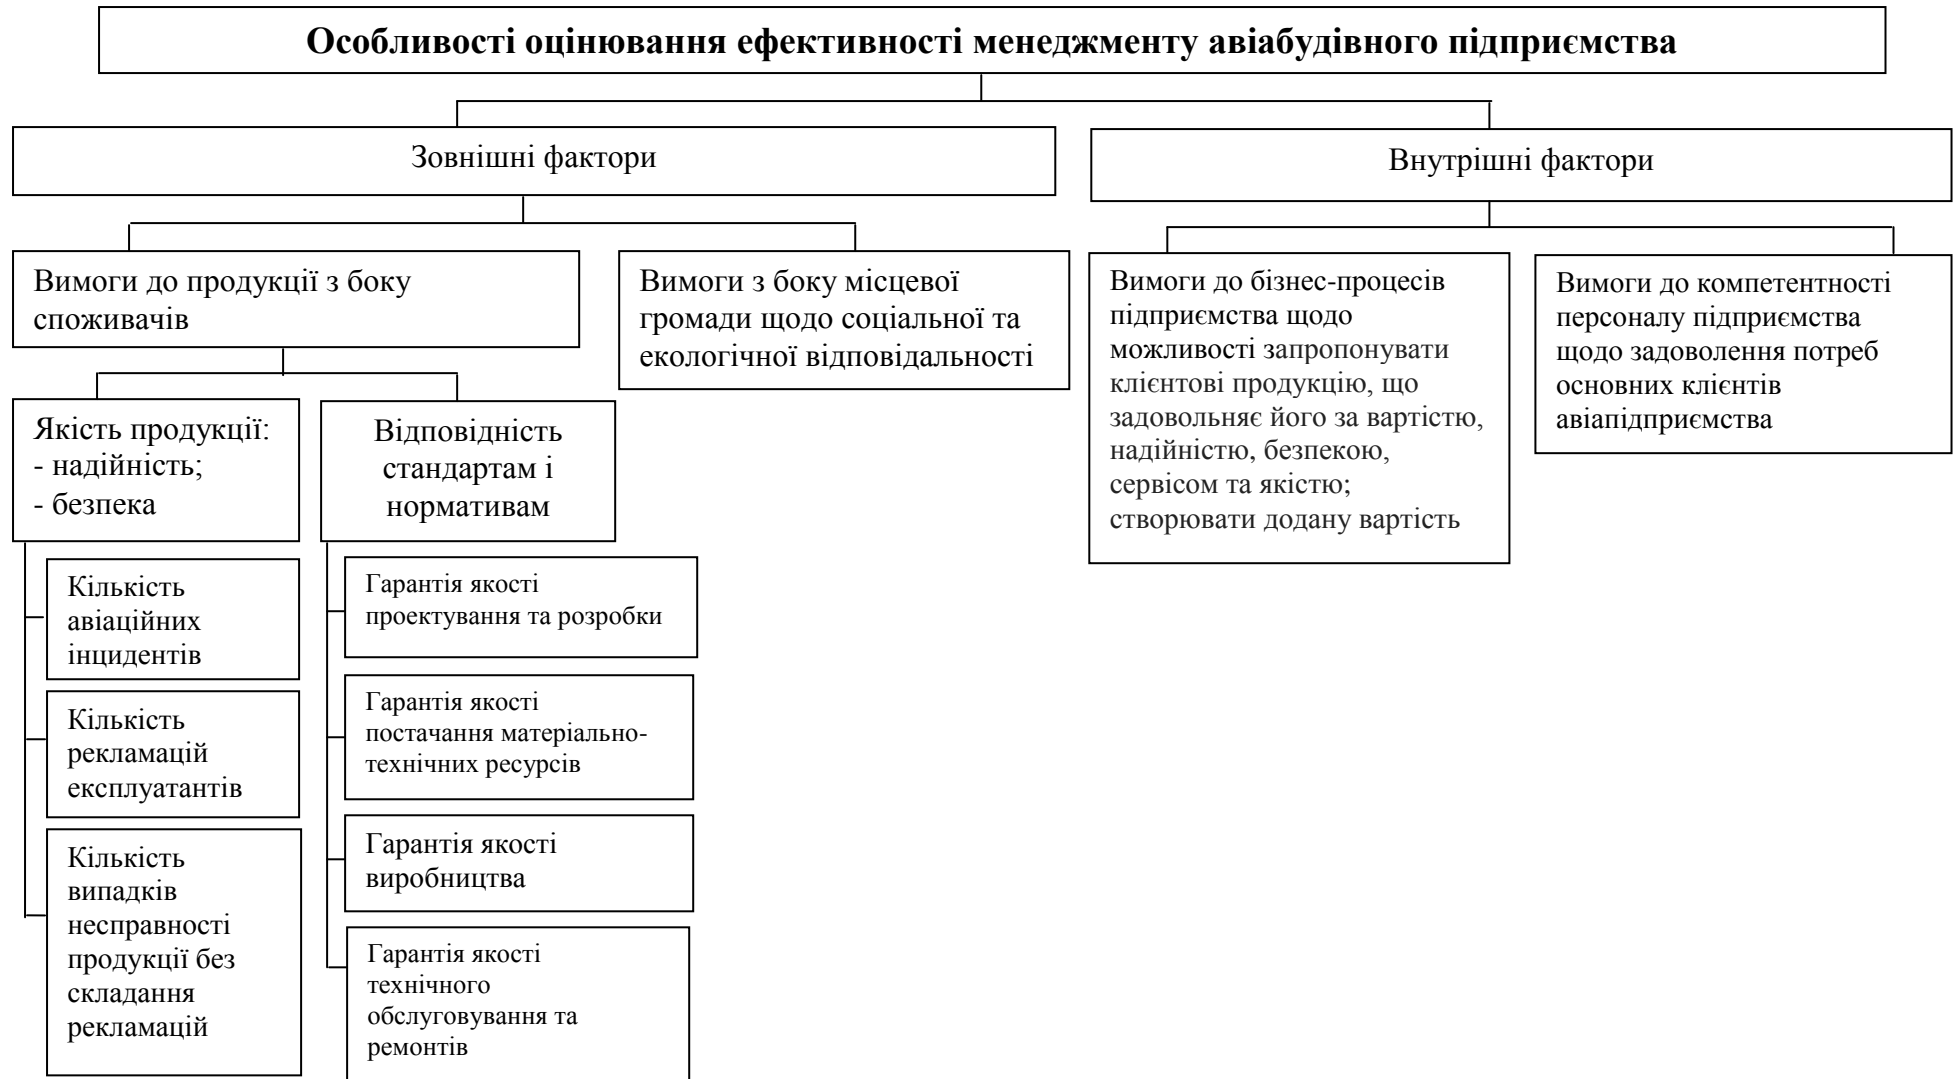 Особливості оцінювання ефективності менеджменту авіабудівного підприємства
Зовнішні фактори
Внутрішні фактори
Вимоги до продукції з боку
споживачів
Вимоги з боку місцевої
громади щодо соціальної та
екологічної відповідальності
Вимоги до бізнес-процесів
підприємства щодо
можливості запропонувати
клієнтові продукцію, що
задовольняє його за вартістю,
надійністю, безпекою,
сервісом та якістю;
створювати додану вартість
Вимоги до компетентності
персоналу підприємства
щодо задоволення потреб
основних клієнтів
авіапідприємства
Якість продукції:
- надійність;
- безпека
Відповідність
стандартам і
нормативам
Кількість
авіаційних
інцидентів
Кількість
рекламацій
експлуатантів
Кількість
випадків
несправності
продукції без
складання
рекламацій
Гарантія якості
проектування та розробки
Гарантія якості
постачання матеріально-
технічних ресурсів
Гарантія якості
виробництва
Гарантія якості
технічного
обслуговування та
ремонтів